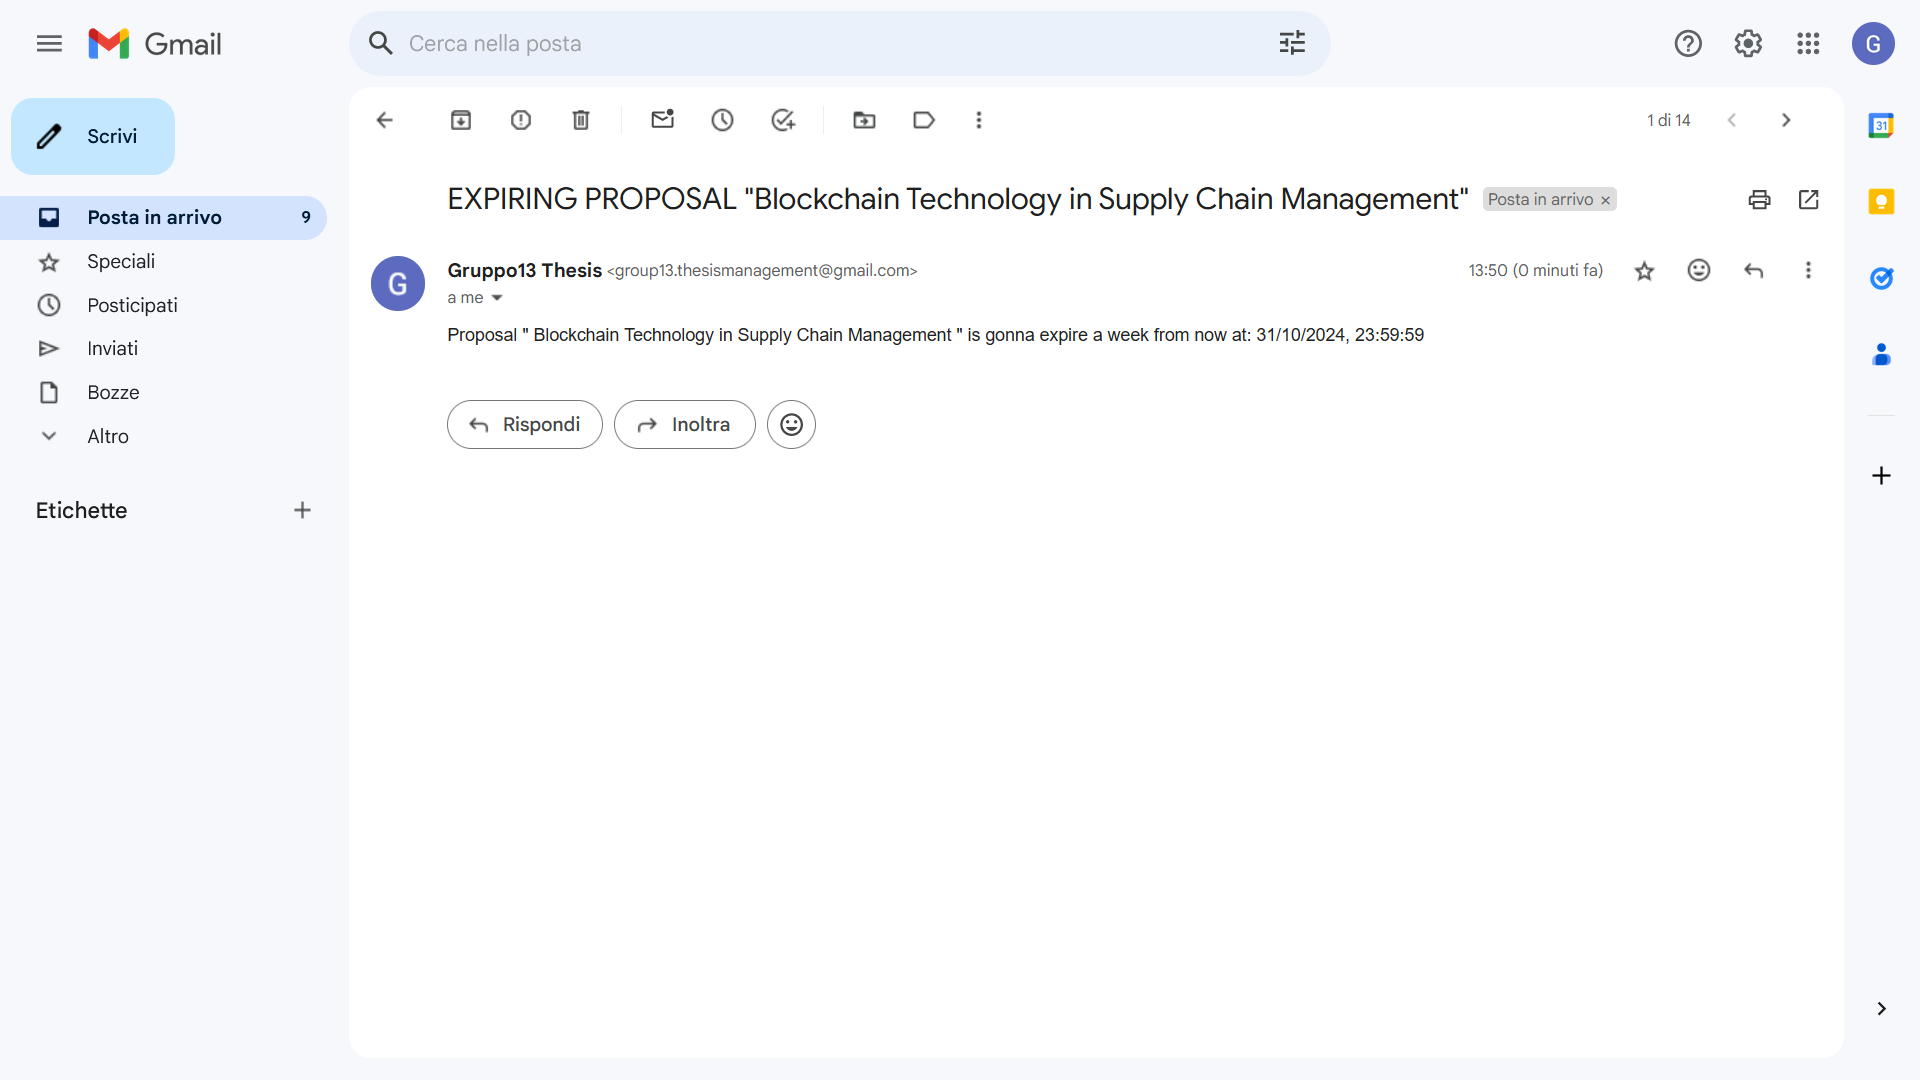 Gmail
Cerca nella posta
G
Scrivi
1 di 14
31
Posta in arrivo 9
Speciali
Posticipati
Inviati
Bozze
Altro
Etichette
EXPIRING PROPOSAL "Blockchain Technology in Supply Chain Management" Posta in arrivo ×
G
Gruppo13 Thesis <group13.thesismanagement@gmail.com> 13:50 (0 minuti fa)
a me
Proposal " Blockchain Technology in Supply Chain Management " is gonna expire a week from now at: 31/10/2024, 23:59:59
Rispondi
Inoltra